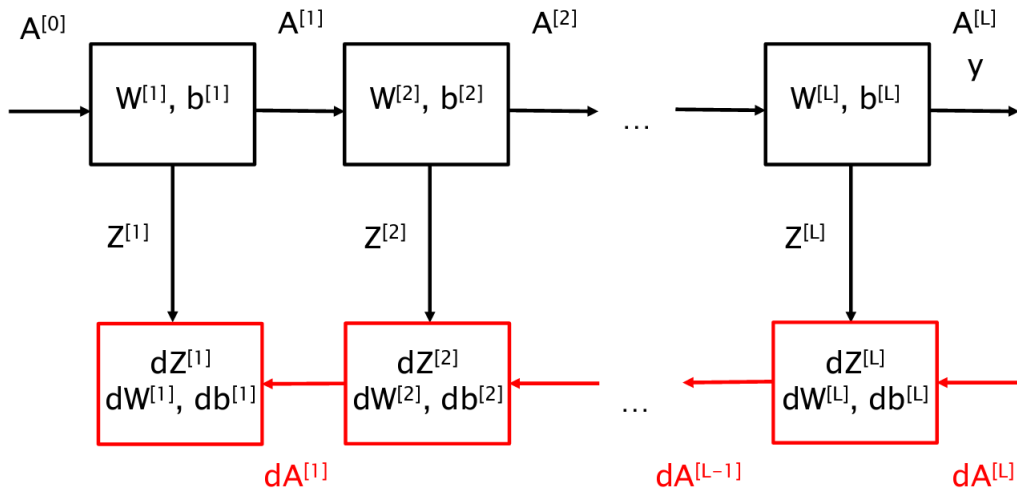 A[0] A[1] A[2] A[L]
y
W[1], b[1] W[2], b[2] ... W[L], b[L]
Z[1] Z[2] Z[L]
dZ[1] dZ[2] dZ[L]
dW[1], db[1] dW[2], db[2] ... dW[L], db[L]
dA[1] dA[L-1] dA[L]